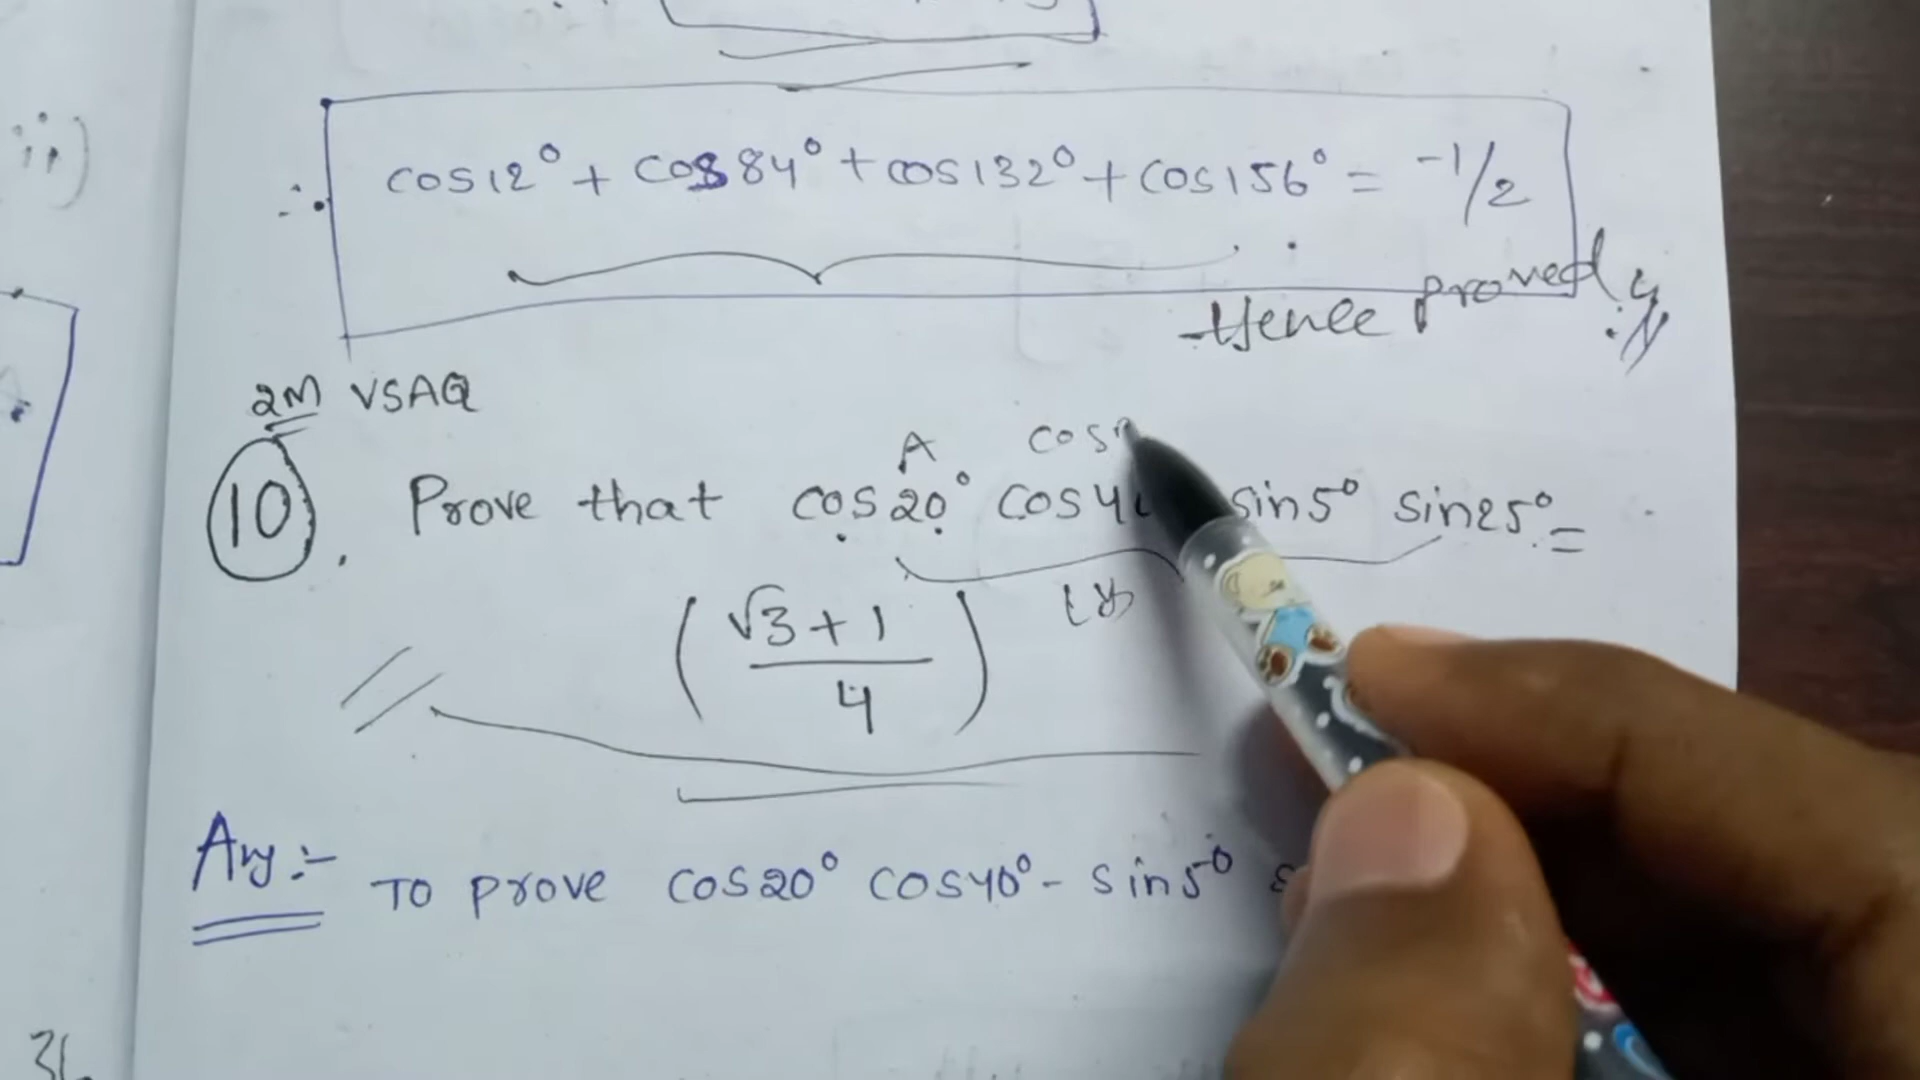 ii)
∴ cos12° + cos84° + cos132° + cos156° = -1/2
Hence proved
2M VSAQ
A cos
10. Prove that cos20° cos4 sin5° sin25° =
(√3+1/4)
Ans:- To prove cos20° cos40° - sin5°